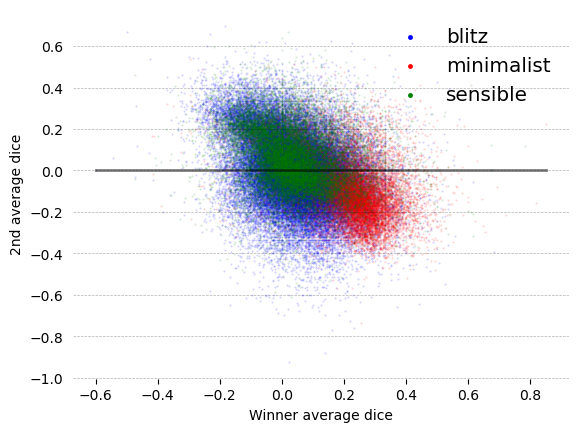 blitz
minimalist
sensible
0.6
0.4
0.2
0.0
−0.2
−0.4
−0.6
−0.8
−1.0
2nd average dice
−0.6 −0.4 −0.2 0.0 0.2 0.4 0.6 0.8
Winner average dice